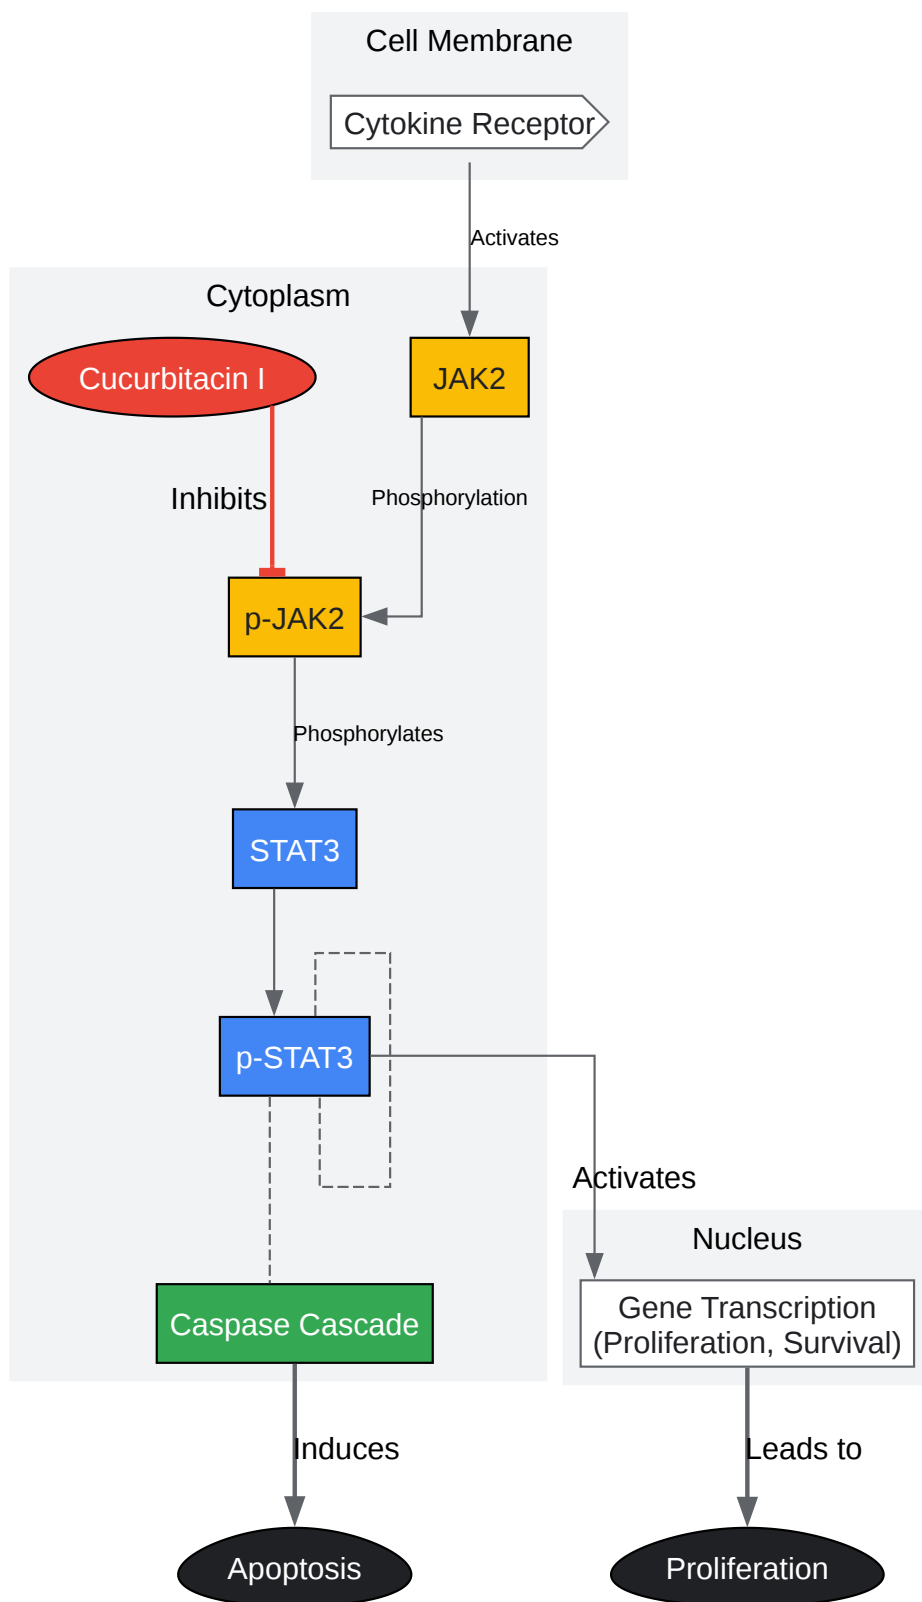 Cell Membrane
Cytokine Receptor
Activates
Cytoplasm
Cucurbitacin I
JAK2
Inhibits
Phosphorylation
p-JAK2
Phosphorylates
STAT3
p-STAT3
Activates
Nucleus
Gene Transcription
(Proliferation, Survival)
Caspase Cascade
Induces
Leads to
Apoptosis
Proliferation